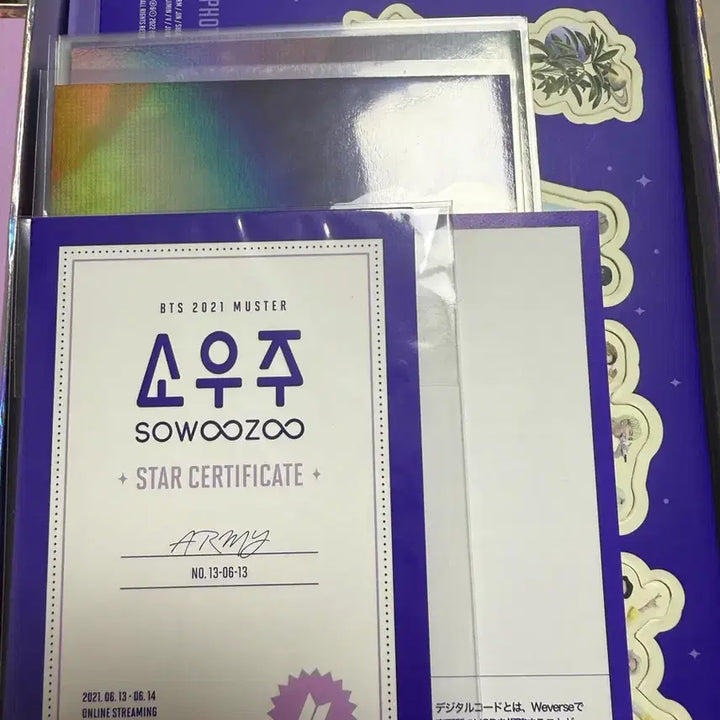 BTS 2021 MUSTER
소우주
SOWOOZOO
STAR CERTIFICATE
ARMY
NO. 13-06-13
2021. 06. 13 - 06. 14
ONLINE STREAMING
デジタルコードとは、Weverseで